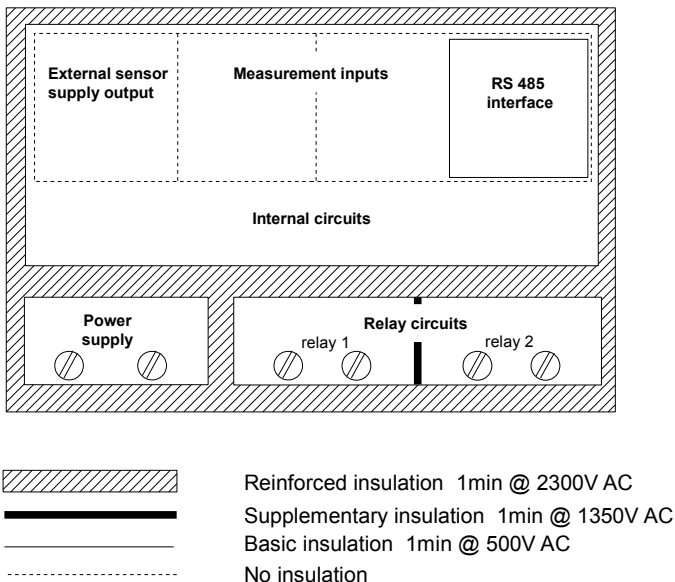 External sensor
supply output
Measurement inputs
RS 485
interface
Internal circuits
Power
supply
Relay circuits
relay 1
relay 2
Reinforced insulation 1min @ 2300V AC
Supplementary insulation 1min @ 1350V AC
Basic insulation 1min @ 500V AC
No insulation